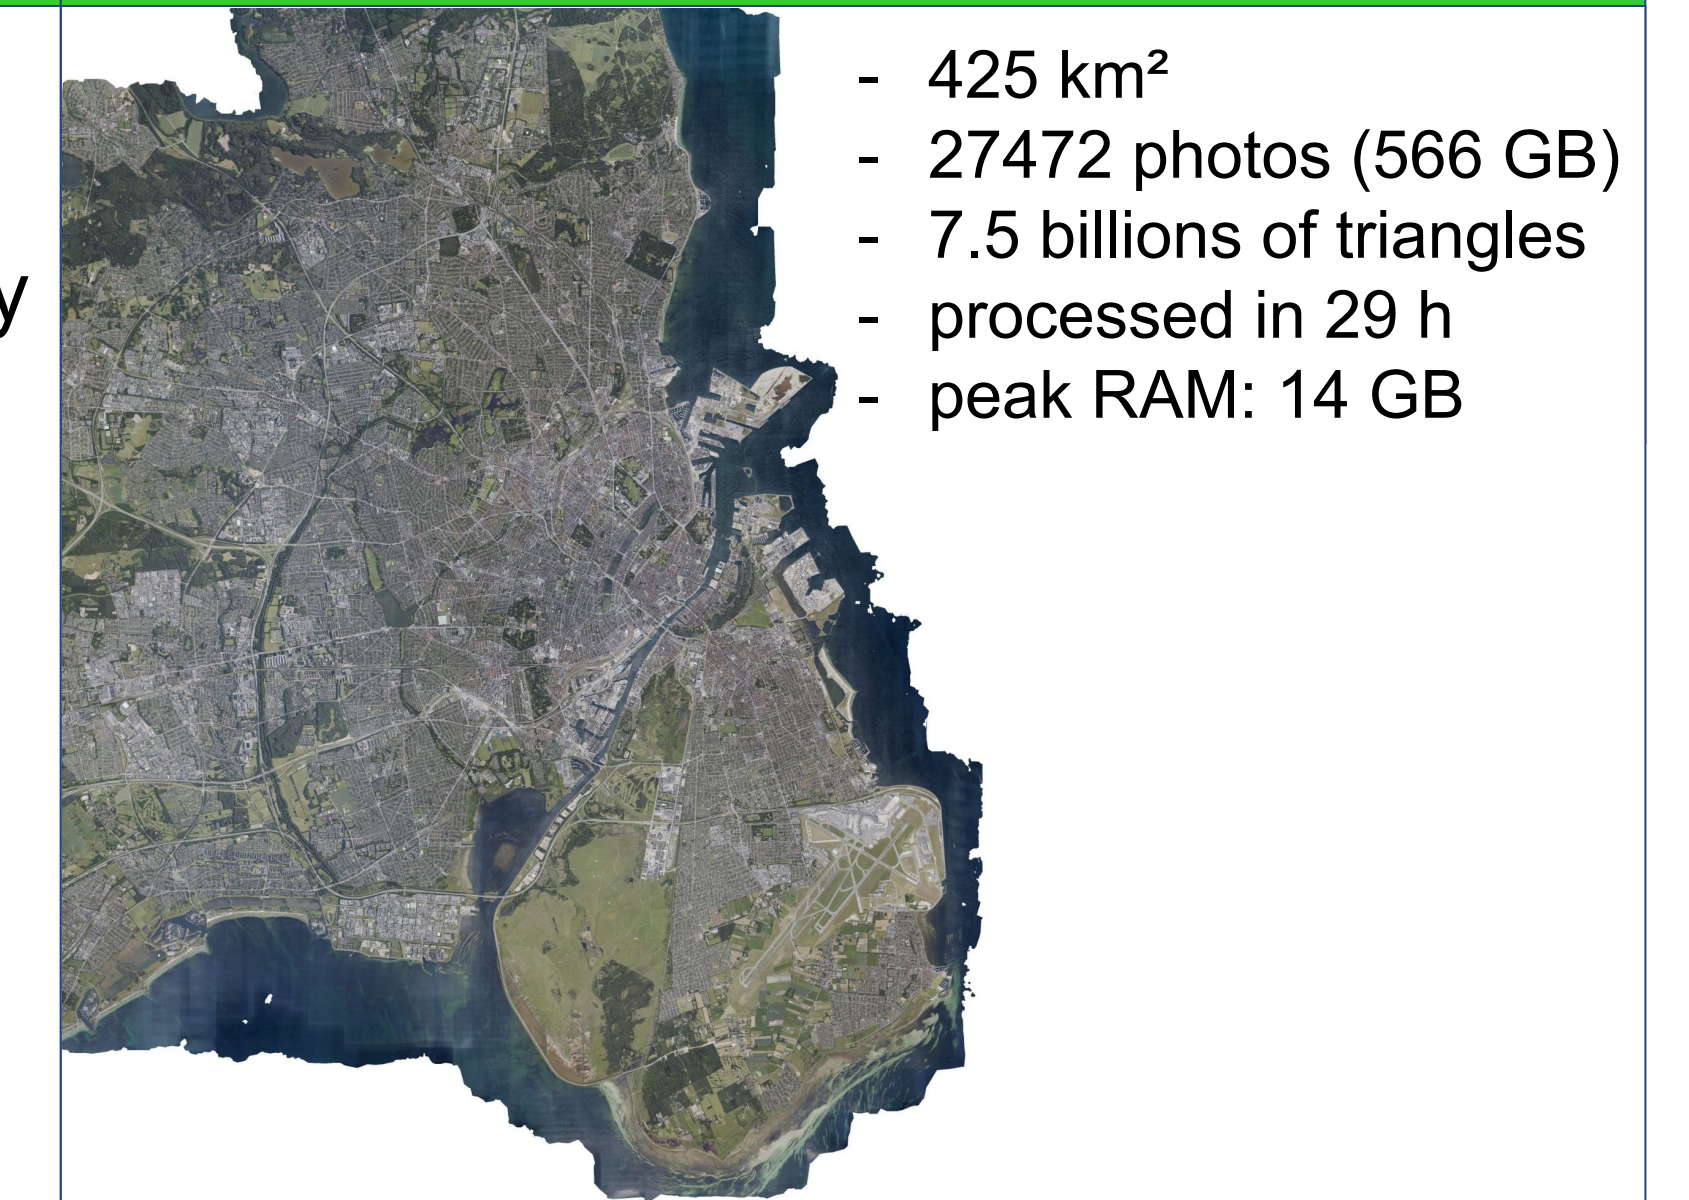 - 425 km²
- 27472 photos (566 GB)
- 7.5 billions of triangles
y
- processed in 29 h
- peak RAM: 14 GB